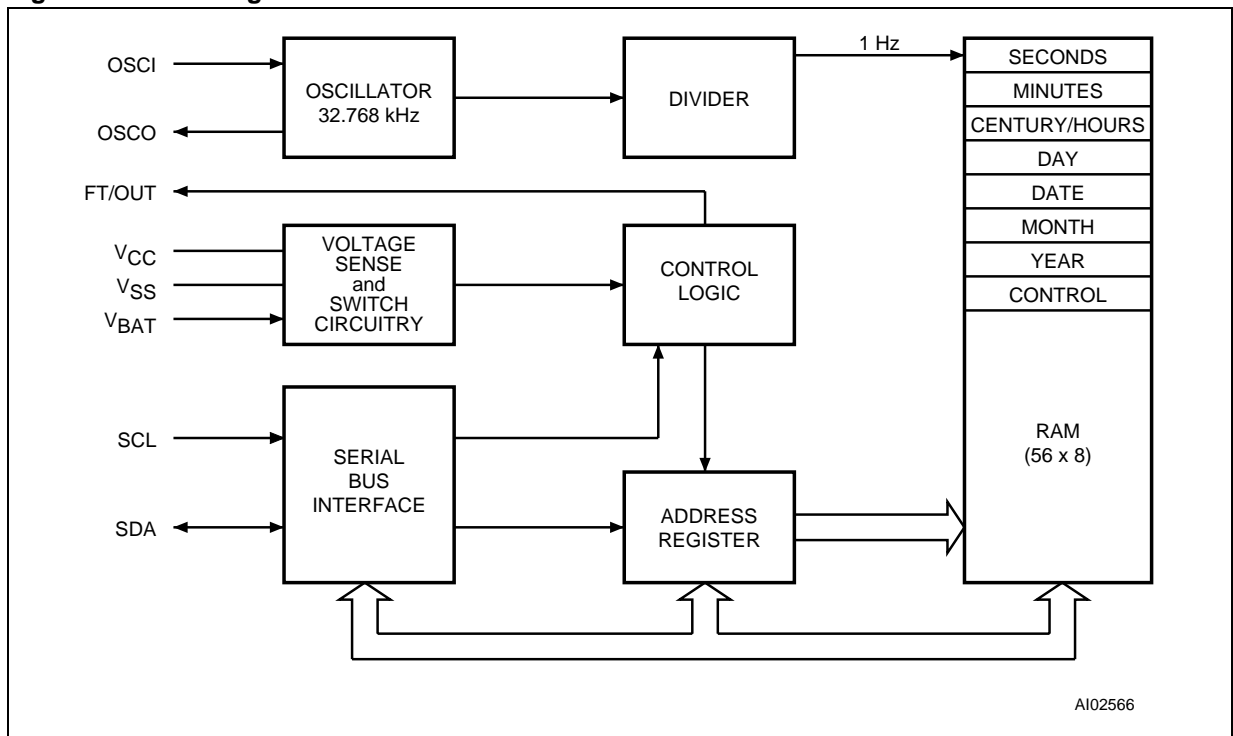 OSCI
OSCO
FT/OUT
VCC
VSS
VBAT
SCL
SDA
OSCILLATOR
32.768 kHz
VOLTAGE
SENSE
and
SWITCH
CIRCUITRY
SERIAL
BUS
INTERFACE
DIVIDER
CONTROL
LOGIC
ADDRESS
REGISTER
1 Hz
SECONDS
MINUTES
CENTURY/HOURS
DAY
DATE
MONTH
YEAR
CONTROL
RAM
(56 x 8)
AI02566